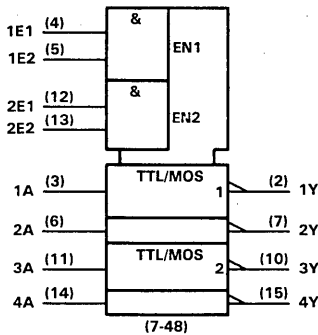 &
1E1 (4)
1E2 (5) EN1
&
2E1 (12)
2E2 (13) EN2
TTL/MOS
1A (3) 1 (2) 1Y
2A (6) (7) 2Y
TTL/MOS
3A (11) 2 (10) 3Y
4A (14) (15) 4Y
(7-48)